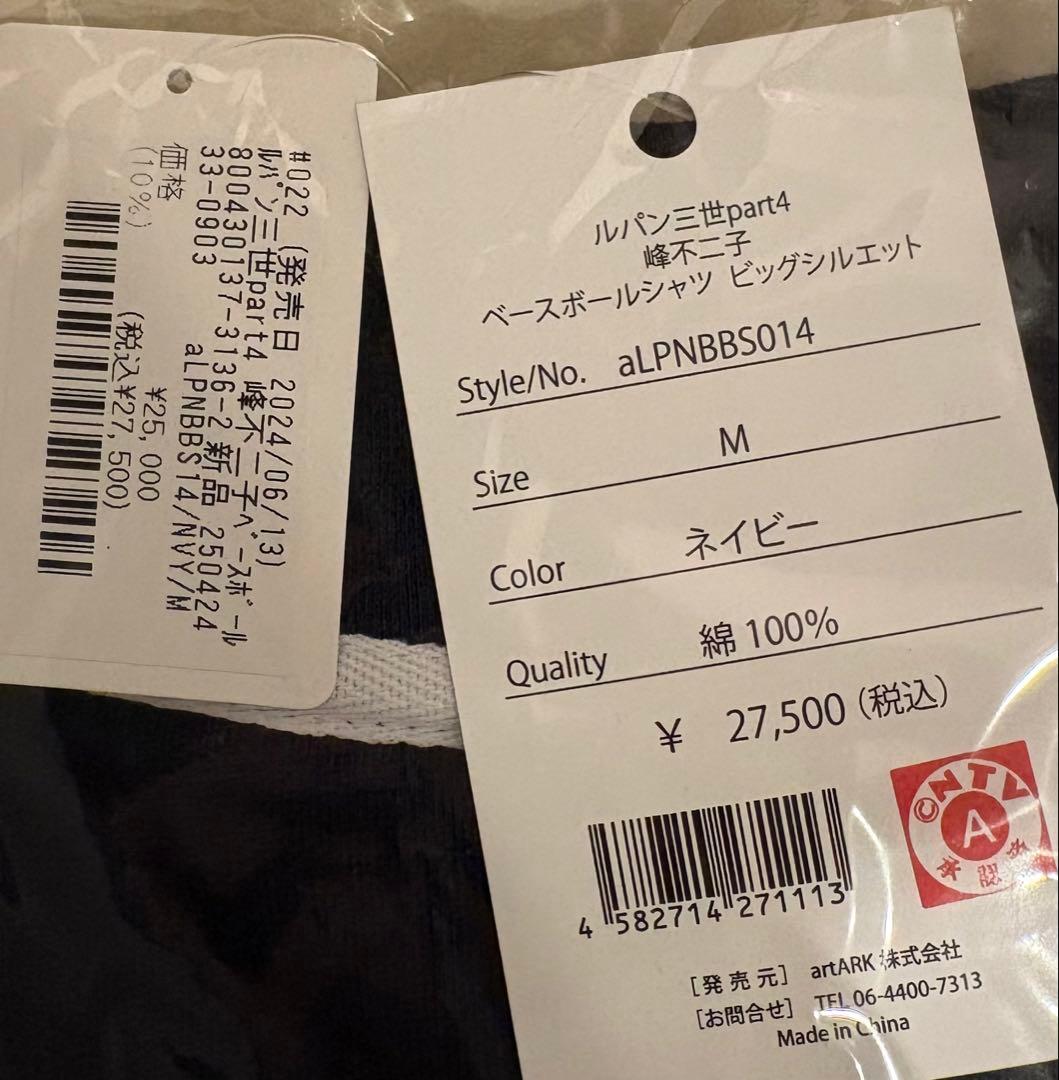 #022 (発売日 2024/06/13)
ﾙﾊﾟﾝ三世part4 峰不二子ﾍﾞｰｽﾎﾞｰﾙ
800430137-3136-2 新品 250424
33-0903 aLPNBBS14/NVY/M
価格 ¥25,000
(10%) (税込¥27,500)
ルパン三世part4
峰不二子
ベースボールシャツ ビッグシルエット
Style/No. aLPNBBS014
Size M
Color ネイビー
Quality 綿 100%
¥ 27,500 (税込)
©NTV
A
承認
4 582714 271113
[発売元] artARK 株式会社
[お問合せ] TEL 06-4400-7313
Made in China